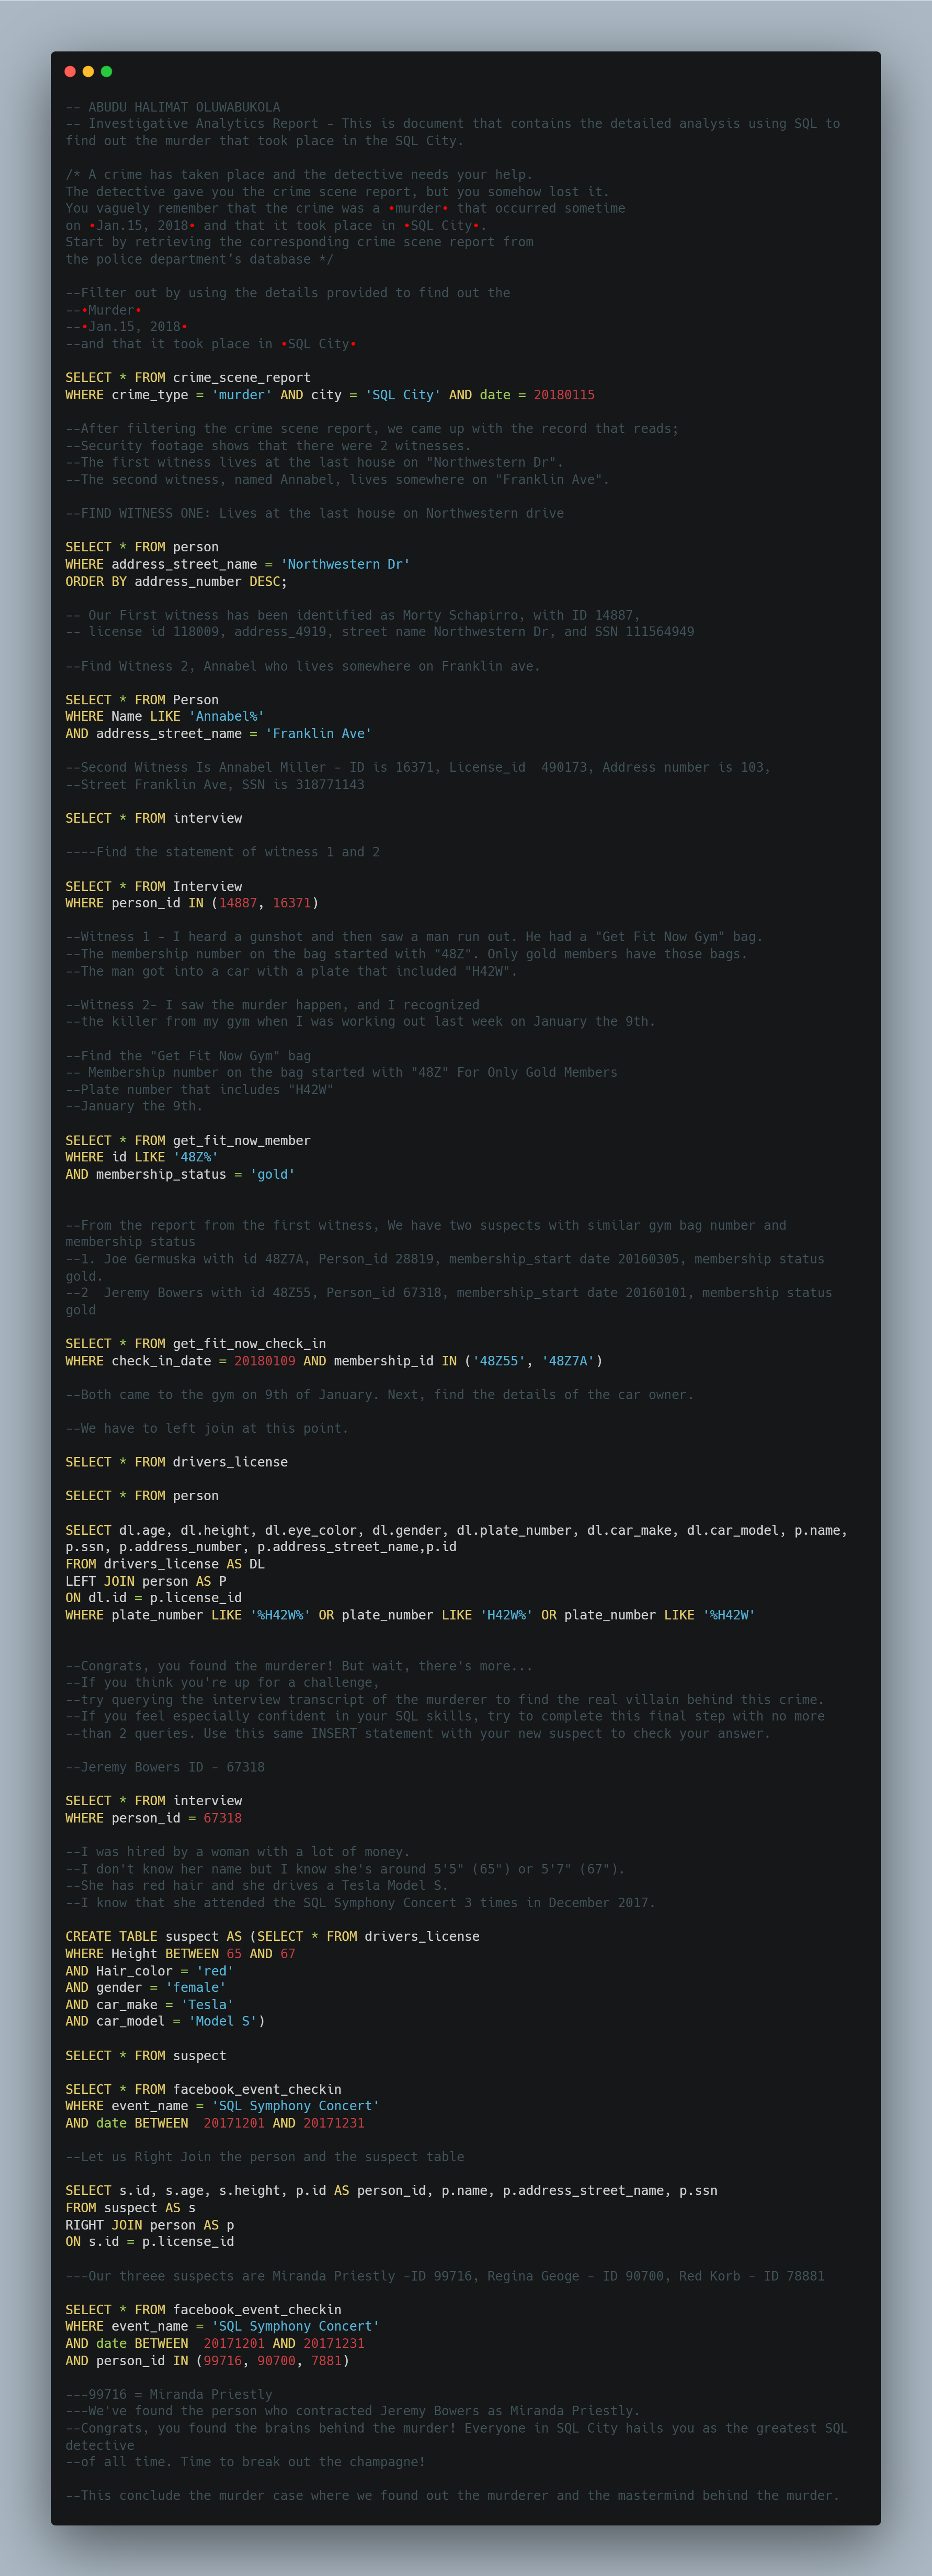 -- ABUDU HALIMAT OLUWABUKOLA
-- Investigative Analytics Report - This is document that contains the detailed analysis using SQL to
find out the murder that took place in the SQL City.
/* A crime has taken place and the detective needs your help.
The detective gave you the crime scene report, but you somehow lost it.
You vaguely remember that the crime was a •murder• that occurred sometime
on •Jan.15, 2018• and that it took place in •SQL City•.
Start by retrieving the corresponding crime scene report from
the police department’s database */
--Filter out by using the details provided to find out the
--•Murder•
--•Jan.15, 2018•
--and that it took place in •SQL City•
SELECT * FROM crime_scene_report
WHERE crime_type = 'murder' AND city = 'SQL City' AND date = 20180115
--After filtering the crime scene report, we came up with the record that reads;
--Security footage shows that there were 2 witnesses.
--The first witness lives at the last house on "Northwestern Dr".
--The second witness, named Annabel, lives somewhere on "Franklin Ave".
--FIND WITNESS ONE: Lives at the last house on Northwestern drive
SELECT * FROM person
WHERE address_street_name = 'Northwestern Dr'
ORDER BY address_number DESC;
-- Our First witness has been identified as Morty Schapirro, with ID 14887,
-- license id 118009, address_4919, street name Northwestern Dr, and SSN 111564949
--Find Witness 2, Annabel who lives somewhere on Franklin ave.
SELECT * FROM Person
WHERE Name LIKE 'Annabel%'
AND address_street_name = 'Franklin Ave'
--Second Witness Is Annabel Miller - ID is 16371, License_id  490173, Address number is 103,
--Street Franklin Ave, SSN is 318771143
SELECT * FROM interview
----Find the statement of witness 1 and 2
SELECT * FROM Interview
WHERE person_id IN (14887, 16371)
--Witness 1 - I heard a gunshot and then saw a man run out. He had a "Get Fit Now Gym" bag.
--The membership number on the bag started with "48Z". Only gold members have those bags.
--The man got into a car with a plate that included "H42W".
--Witness 2- I saw the murder happen, and I recognized
--the killer from my gym when I was working out last week on January the 9th.
--Find the "Get Fit Now Gym" bag
-- Membership number on the bag started with "48Z" For Only Gold Members
--Plate number that includes "H42W"
--January the 9th.
SELECT * FROM get_fit_now_member
WHERE id LIKE '48Z%'
AND membership_status = 'gold'
--From the report from the first witness, We have two suspects with similar gym bag number and
membership status
--1. Joe Germuska with id 48Z7A, Person_id 28819, membership_start date 20160305, membership status
gold.
--2  Jeremy Bowers with id 48Z55, Person_id 67318, membership_start date 20160101, membership status
gold
SELECT * FROM get_fit_now_check_in
WHERE check_in_date = 20180109 AND membership_id IN ('48Z55', '48Z7A')
--Both came to the gym on 9th of January. Next, find the details of the car owner.
--We have to left join at this point.
SELECT * FROM drivers_license
SELECT * FROM person
SELECT dl.age, dl.height, dl.eye_color, dl.gender, dl.plate_number, dl.car_make, dl.car_model, p.name,
p.ssn, p.address_number, p.address_street_name,p.id
FROM drivers_license AS DL
LEFT JOIN person AS P
ON dl.id = p.license_id
WHERE plate_number LIKE '%H42W%' OR plate_number LIKE 'H42W%' OR plate_number LIKE '%H42W'
--Congrats, you found the murderer! But wait, there's more...
--If you think you're up for a challenge,
--try querying the interview transcript of the murderer to find the real villain behind this crime.
--If you feel especially confident in your SQL skills, try to complete this final step with no more
--than 2 queries. Use this same INSERT statement with your new suspect to check your answer.
--Jeremy Bowers ID - 67318
SELECT * FROM interview
WHERE person_id = 67318
--I was hired by a woman with a lot of money.
--I don't know her name but I know she's around 5'5" (65") or 5'7" (67").
--She has red hair and she drives a Tesla Model S.
--I know that she attended the SQL Symphony Concert 3 times in December 2017.
CREATE TABLE suspect AS (SELECT * FROM drivers_license
WHERE Height BETWEEN 65 AND 67
AND Hair_color = 'red'
AND gender = 'female'
AND car_make = 'Tesla'
AND car_model = 'Model S')
SELECT * FROM suspect
SELECT * FROM facebook_event_checkin
WHERE event_name = 'SQL Symphony Concert'
AND date BETWEEN  20171201 AND 20171231
--Let us Right Join the person and the suspect table
SELECT s.id, s.age, s.height, p.id AS person_id, p.name, p.address_street_name, p.ssn
FROM suspect AS s
RIGHT JOIN person AS p
ON s.id = p.license_id
---Our threee suspects are Miranda Priestly -ID 99716, Regina Geoge - ID 90700, Red Korb - ID 78881
SELECT * FROM facebook_event_checkin
WHERE event_name = 'SQL Symphony Concert'
AND date BETWEEN  20171201 AND 20171231
AND person_id IN (99716, 90700, 7881)
---99716 = Miranda Priestly
---We've found the person who contracted Jeremy Bowers as Miranda Priestly.
--Congrats, you found the brains behind the murder! Everyone in SQL City hails you as the greatest SQL
detective
--of all time. Time to break out the champagne!
--This conclude the murder case where we found out the murderer and the mastermind behind the murder.